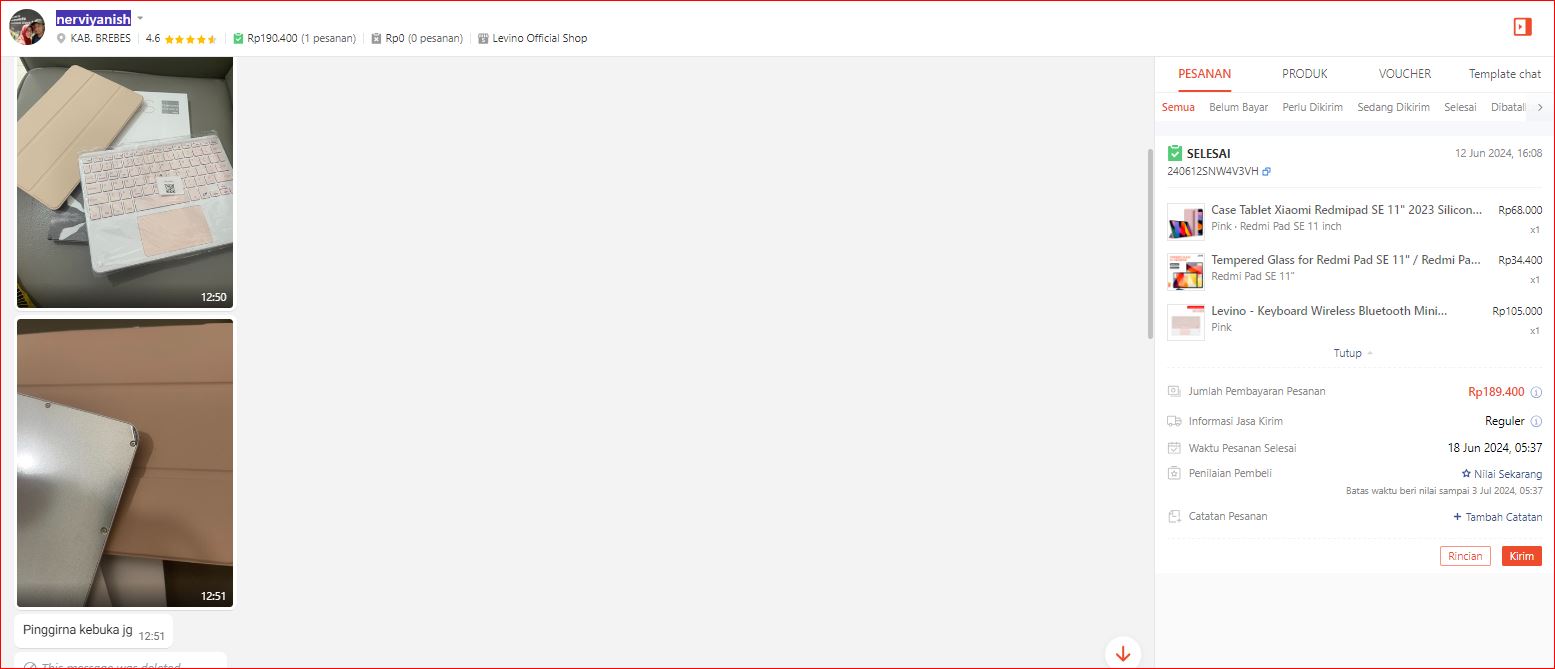 nerviyanish
KAB. BREBES 4.6 Rp190.400 (1 pesanan) Rp0 (0 pesanan) Levino Official Shop
12:50
12:51
Pinggirna kebuka jg 12:51
This message was deleted
PESANAN PRODUK VOUCHER Template chat
Semua Belum Bayar Perlu Dikirim Sedang Dikirim Selesai Dibatall
SELESAI 12 Jun 2024, 16:08
240612SNW4V3VH
Case Tablet Xiaomi Redmipad SE 11" 2023 Silicon... Rp68.000
Pink · Redmi Pad SE 11 inch x1
Tempered Glass for Redmi Pad SE 11" / Redmi Pa... Rp34.400
Redmi Pad SE 11" x1
Levino - Keyboard Wireless Bluetooth Mini... Rp105.000
Pink x1
Tutup
Jumlah Pembayaran Pesanan Rp189.400
Informasi Jasa Kirim Reguler
Waktu Pesanan Selesai 18 Jun 2024, 05:37
Penilaian Pembeli Nilai Sekarang
Batas waktu beri nilai sampai 3 Jul 2024, 05:37
Catatan Pesanan + Tambah Catatan
Rincian Kirim